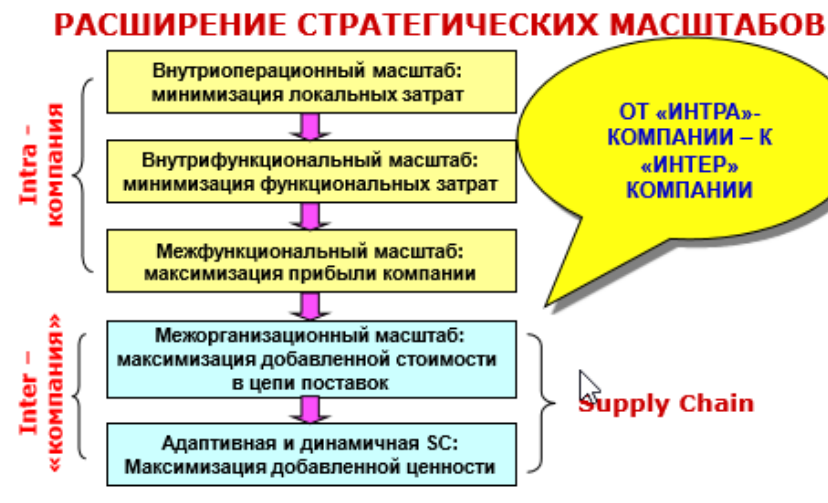 РАСШИРЕНИЕ СТРАТЕГИЧЕСКИХ МАСШТАБОВ
Intra –
компания
Внутриоперационный масштаб:
минимизация локальных затрат
Внутрифункциональный масштаб:
минимизация функциональных затрат
Межфункциональный масштаб:
максимизация прибыли компании
ОТ «ИНТРА»-
КОМПАНИИ – К
«ИНТЕР»
КОМПАНИИ
Inter –
«компания»
Межорганизационный масштаб:
максимизация добавленной стоимости
в цепи поставок
Адаптивная и динамичная SC:
Максимизация добавленной ценности
Supply Chain